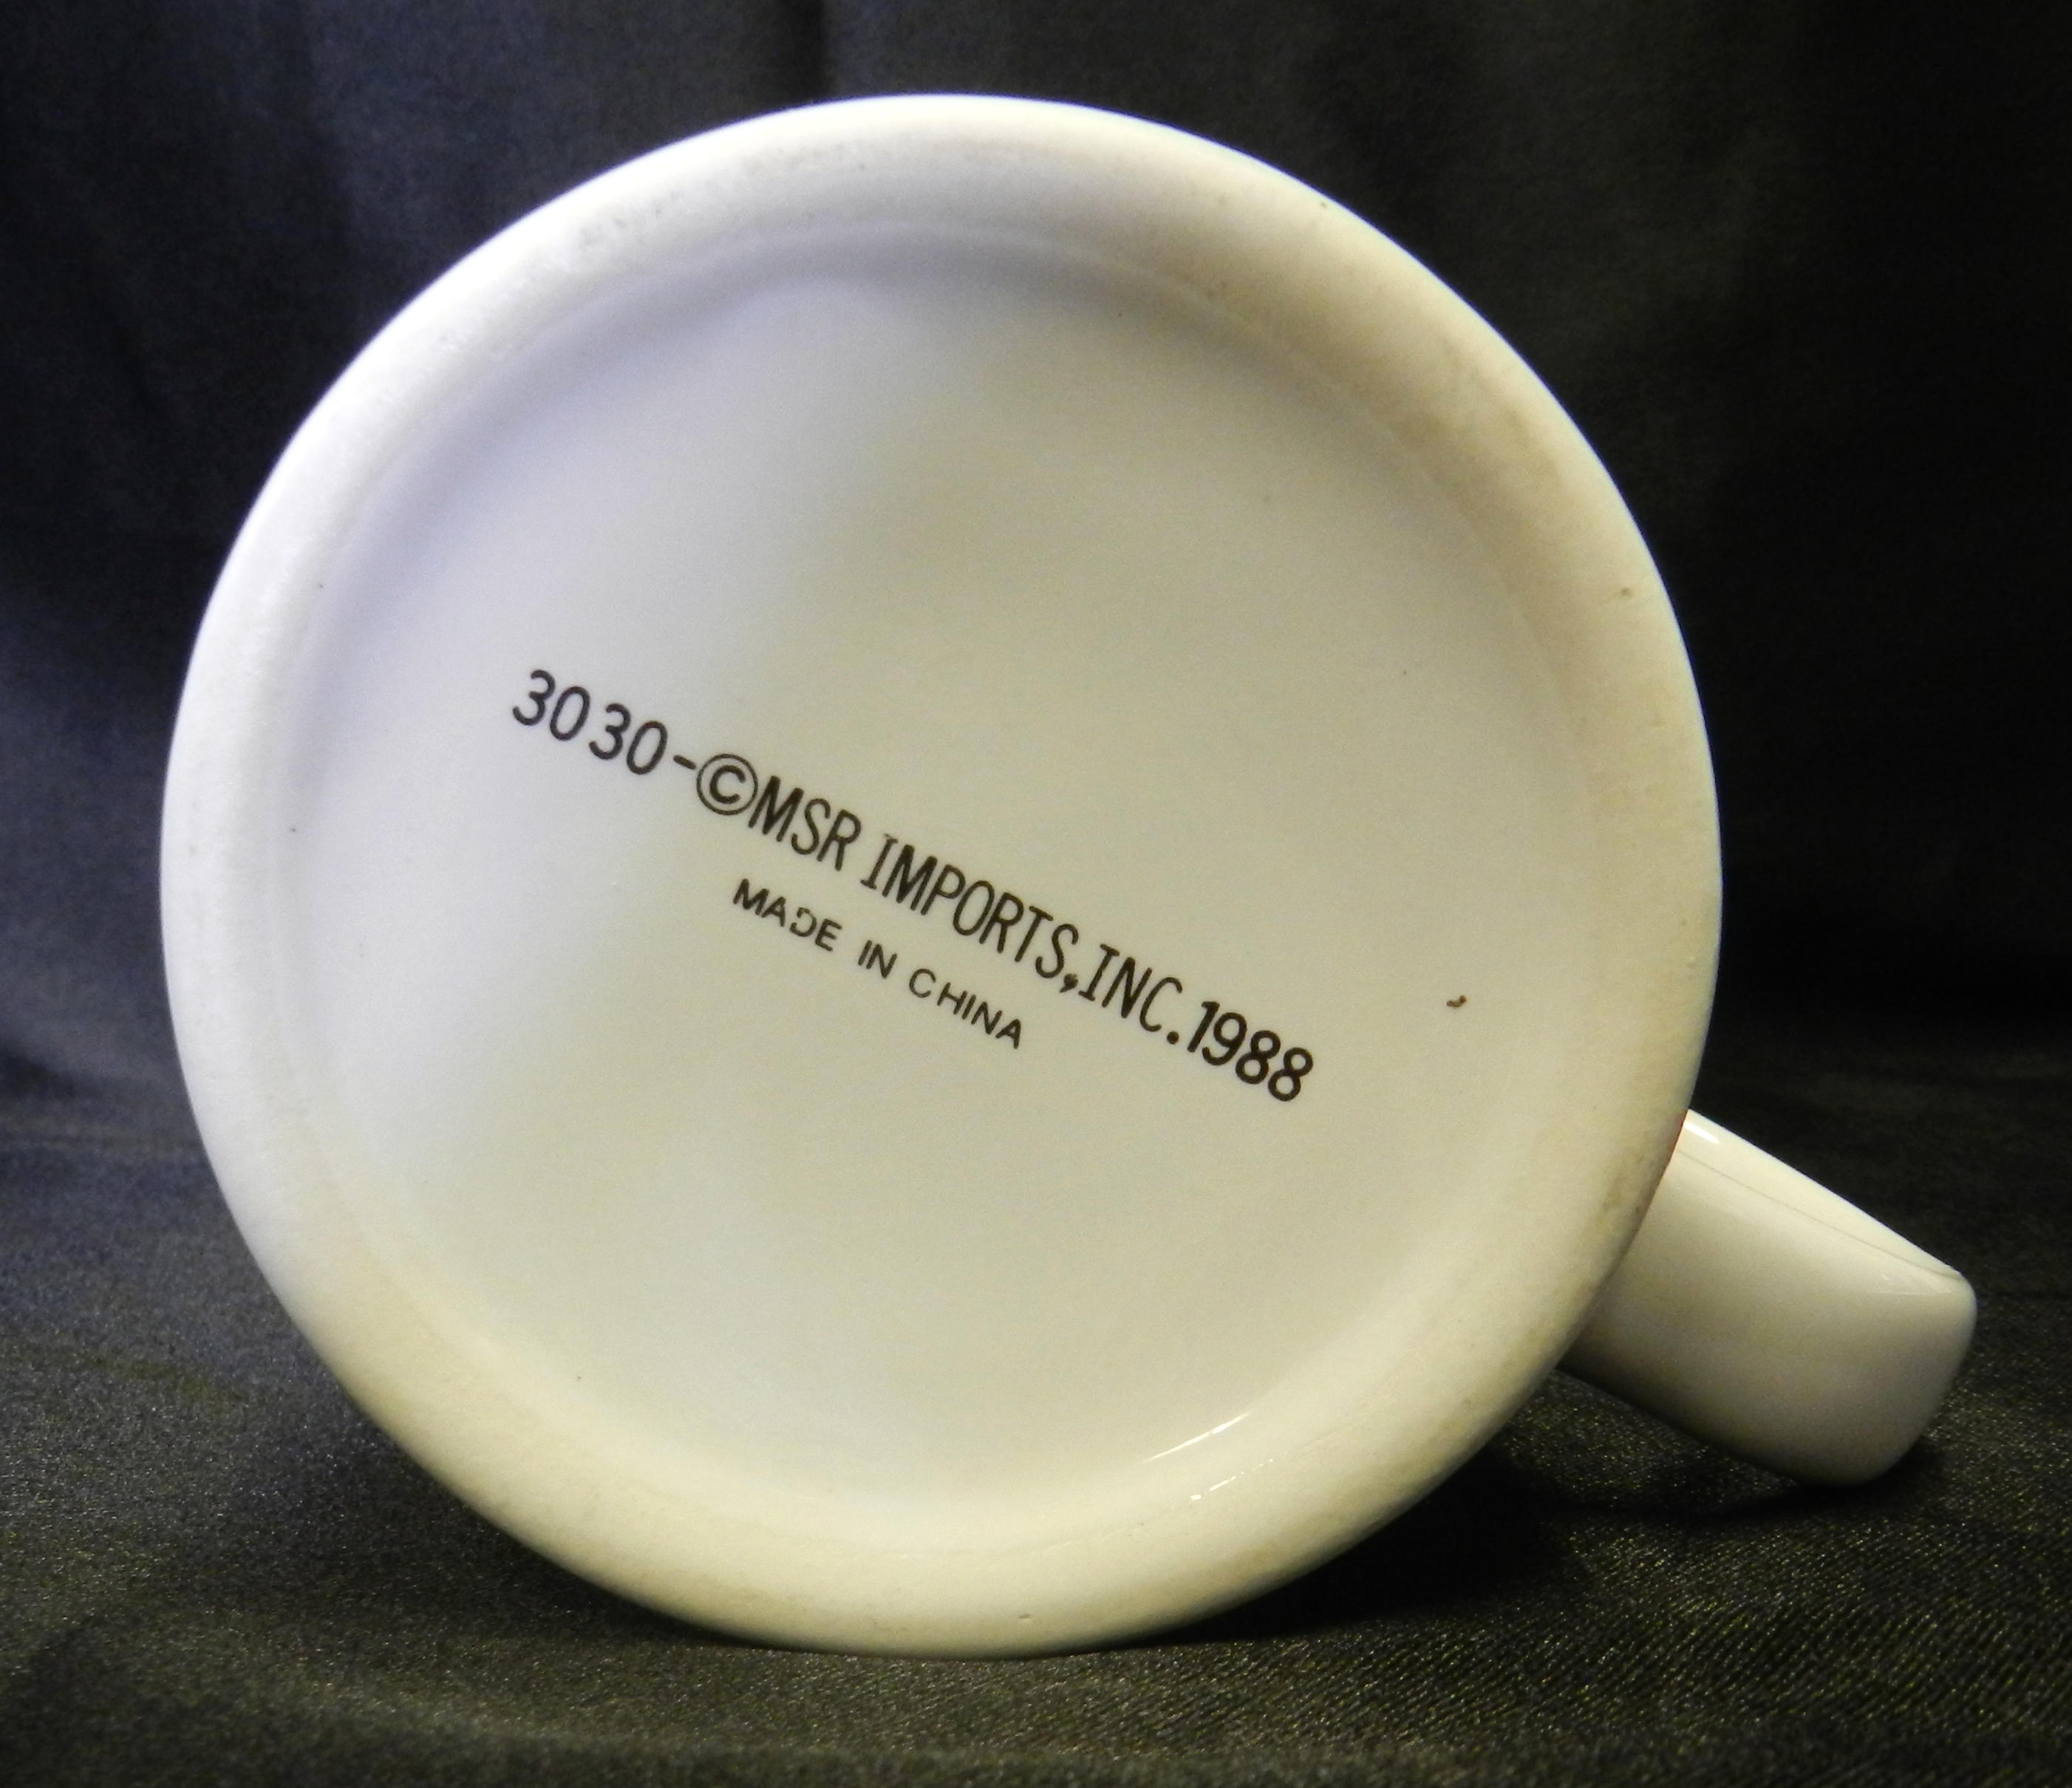 3030-©MSR IMPORTS,INC.1988
MADE IN CHINA